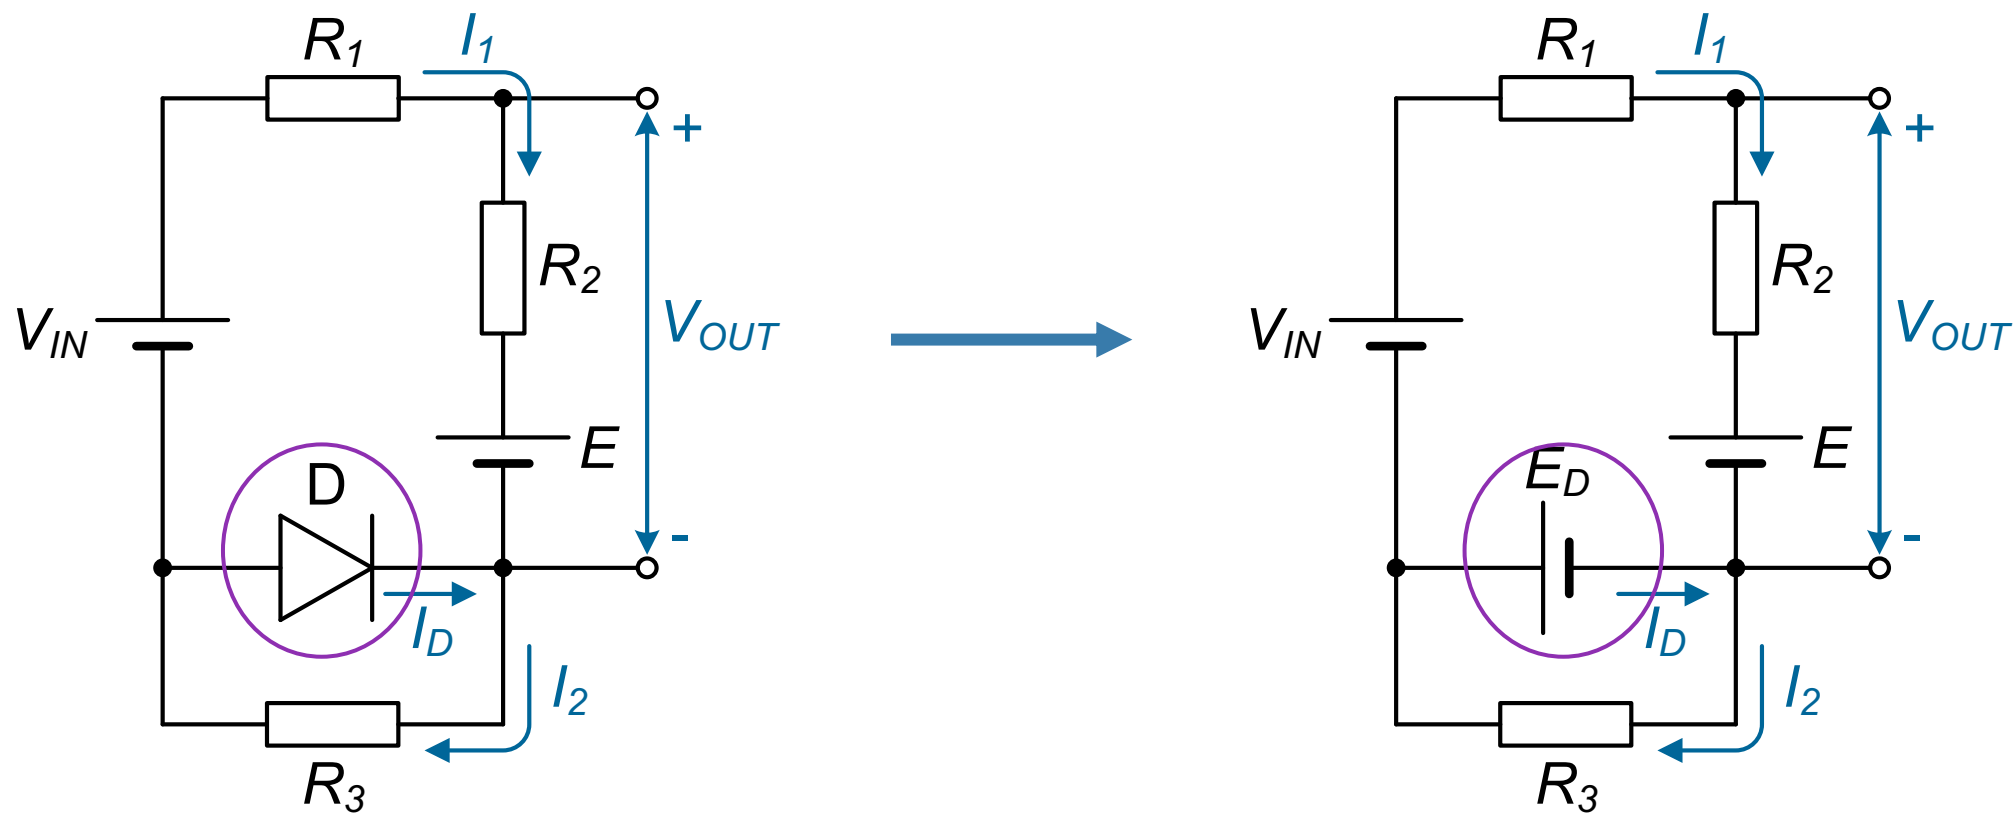 R1
I1
+
R2
VIN
VOUT
E
D
-
ID
I2
R3
R1
I1
+
R2
VIN
VOUT
E
ED
-
ID
I2
R3